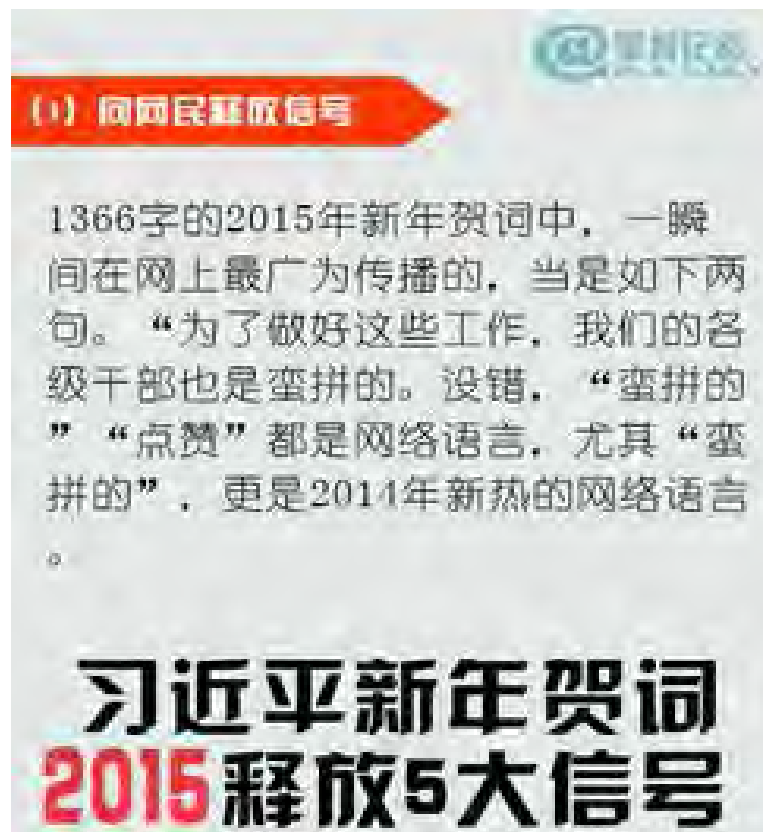 (1) 向网民释放信号
1366字的2015年新年贺词中，一瞬
间在网上最广为传播的，当是如下两
句。“为了做好这些工作，我们的各
级干部也是蛮拼的。没错，“蛮拼的
”“点赞”都是网络语言，尤其“蛮
拼的”，更是2014年新热的网络语言
。
习近平新年贺词
2015释放5大信号